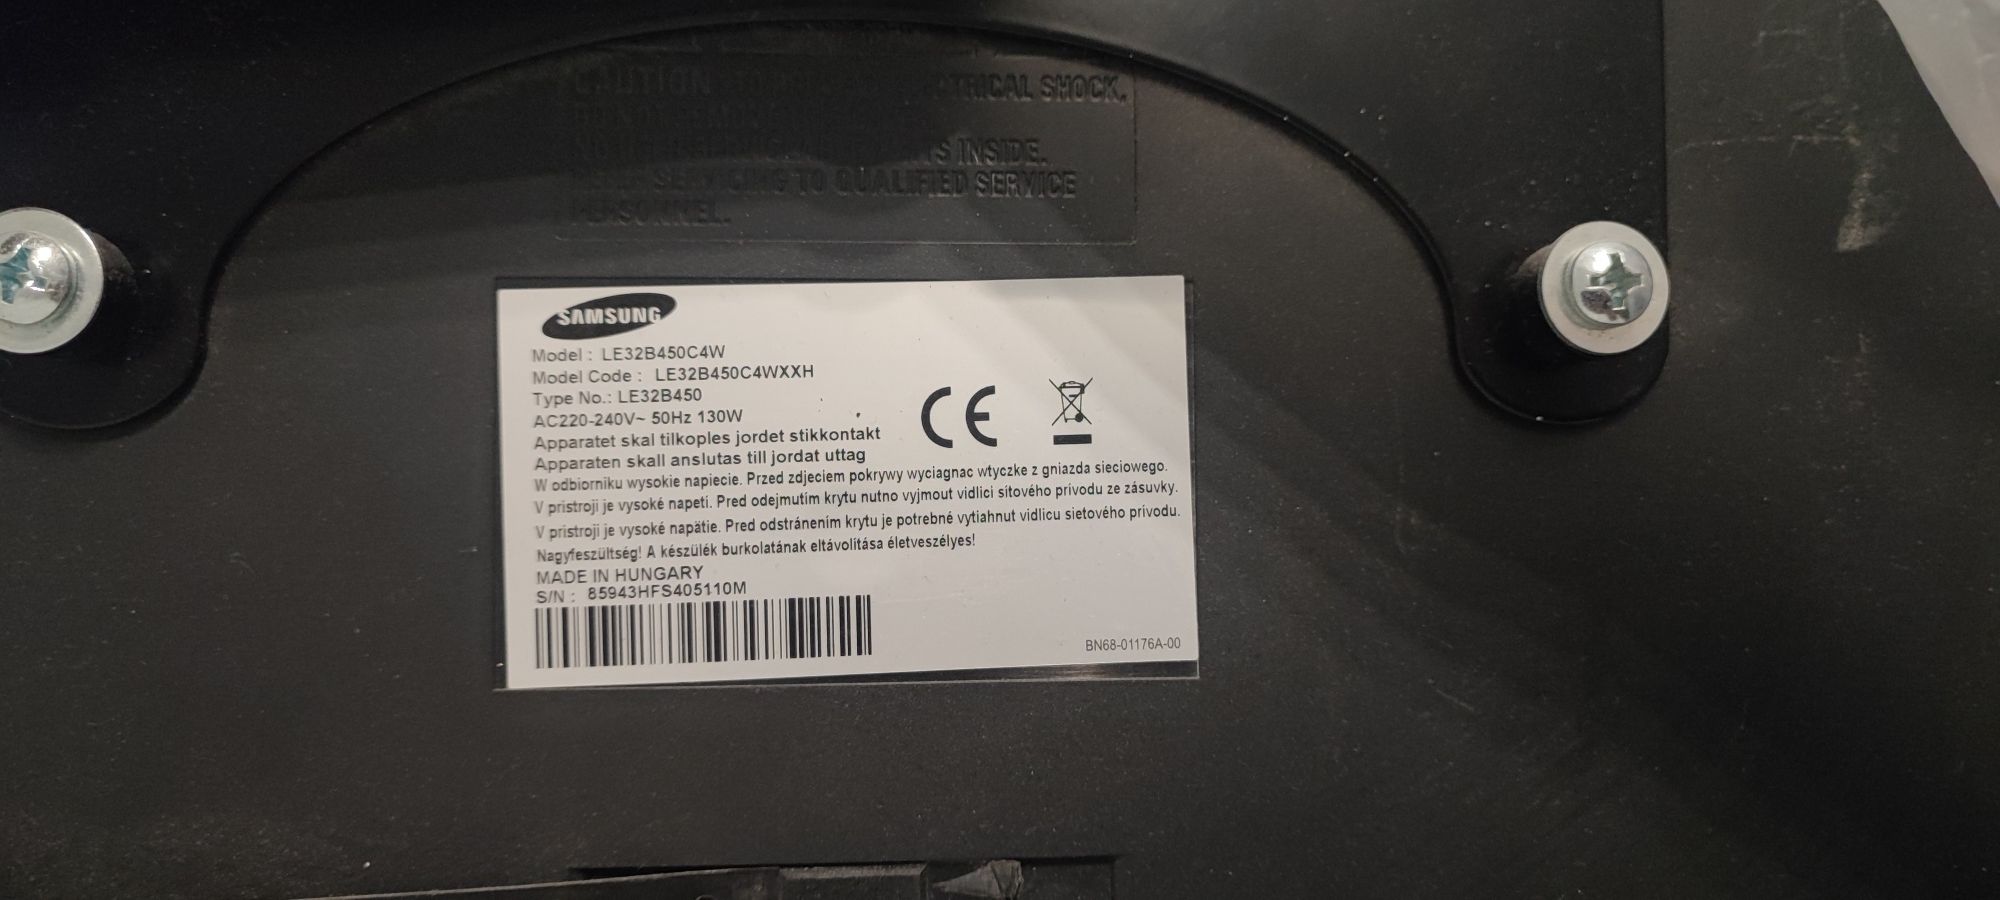 CAUTION TRICAL SHOCK,
S INSIDE.
SERVICING TO QUALIFIED SERVICE
PERSONNEL.
SAMSUNG
Model : LE32B450C4W
Model Code : LE32B450C4WXXH
Type No.: LE32B450
AC220-240V~ 50Hz 130W
Apparatet skal tilkoples jordet stikkontakt
Apparaten skall anslutas till jordat uttag
W odbiorniku wysokie napiecie. Przed zdjeciem pokrywy wyciagnac wtyczke z gniazda sieciowego.
V pristroji je vysoké napetí. Pred odejmutím krytu nutno vyjmout vidlici sítového prívodu ze zásuvky.
V pristroji je vysoké napätie. Pred odstránením krytu je potrebné vytiahnut vidlicu sietového prívodu.
Nagyfeszültség! A készülék burkolatának eltávolítása életveszélyes!
MADE IN HUNGARY
S/N : 85943HFS405110M
BN68-01176A-00